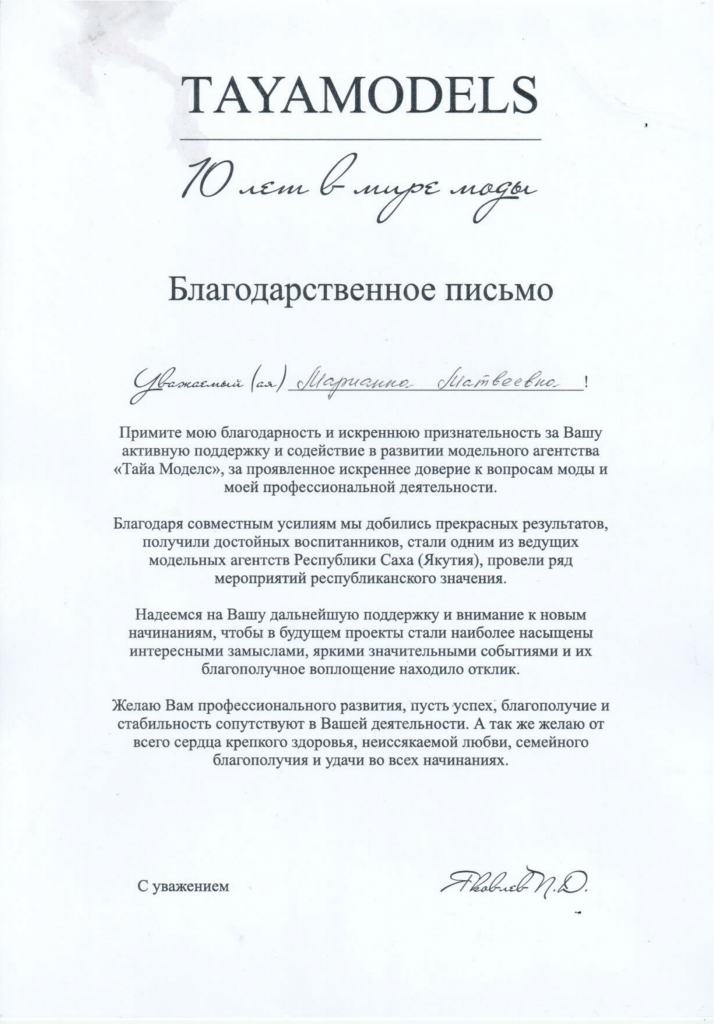 TAYAMODELS
10 лет в мире моды
Благодарственное письмо
Уважаемый (ая) Марианна Матвеевна !
Примите мою благодарность и искреннюю признательность за Вашу
активную поддержку и содействие в развитии модельного агентства
«Тайа Моделс», за проявленное искреннее доверие к вопросам моды и
моей профессиональной деятельности.
Благодаря совместным усилиям мы добились прекрасных результатов,
получили достойных воспитанников, стали одним из ведущих
модельных агентств Республики Саха (Якутия), провели ряд
мероприятий республиканского значения.
Надеемся на Вашу дальнейшую поддержку и внимание к новым
начинаниям, чтобы в будущем проекты стали наиболее насыщены
интересными замыслами, яркими значительными событиями и их
благополучное воплощение находило отклик.
Желаю Вам профессионального развития, пусть успех, благополучие и
стабильность сопутствуют в Вашей деятельности. А так же желаю от
всего сердца крепкого здоровья, неиссякаемой любви, семейного
благополучия и удачи во всех начинаниях.
С уважением Яковлев П.Д.